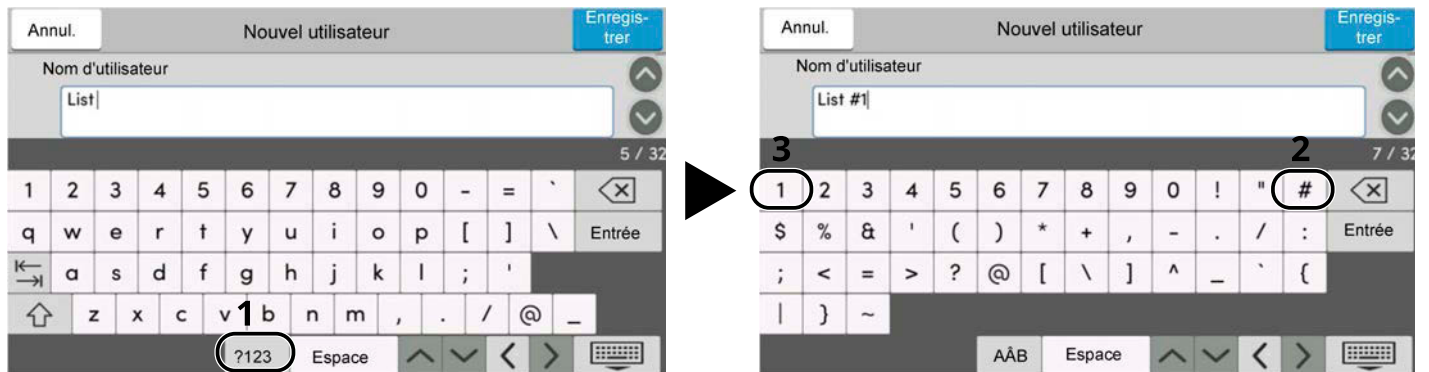 Annul.
Nouvel utilisateur
Enregis-
trer
Nom d'utilisateur
List
5 / 32
1 2 3 4 5 6 7 8 9 0 - = `
q w e r t y u i o p [ ] \ Entrée
a s d f g h j k l ; '
z x c v b n m , . / @ _
1
?123 Espace
Annul.
Nouvel utilisateur
Enregis-
trer
Nom d'utilisateur
List #1
3 2 7 / 32
1 2 3 4 5 6 7 8 9 0 ! " #
$ % & ' ( ) * + , - . / : Entrée
; < = > ? @ [ \ ] ^ _ ` {
| } ~
AÂB Espace